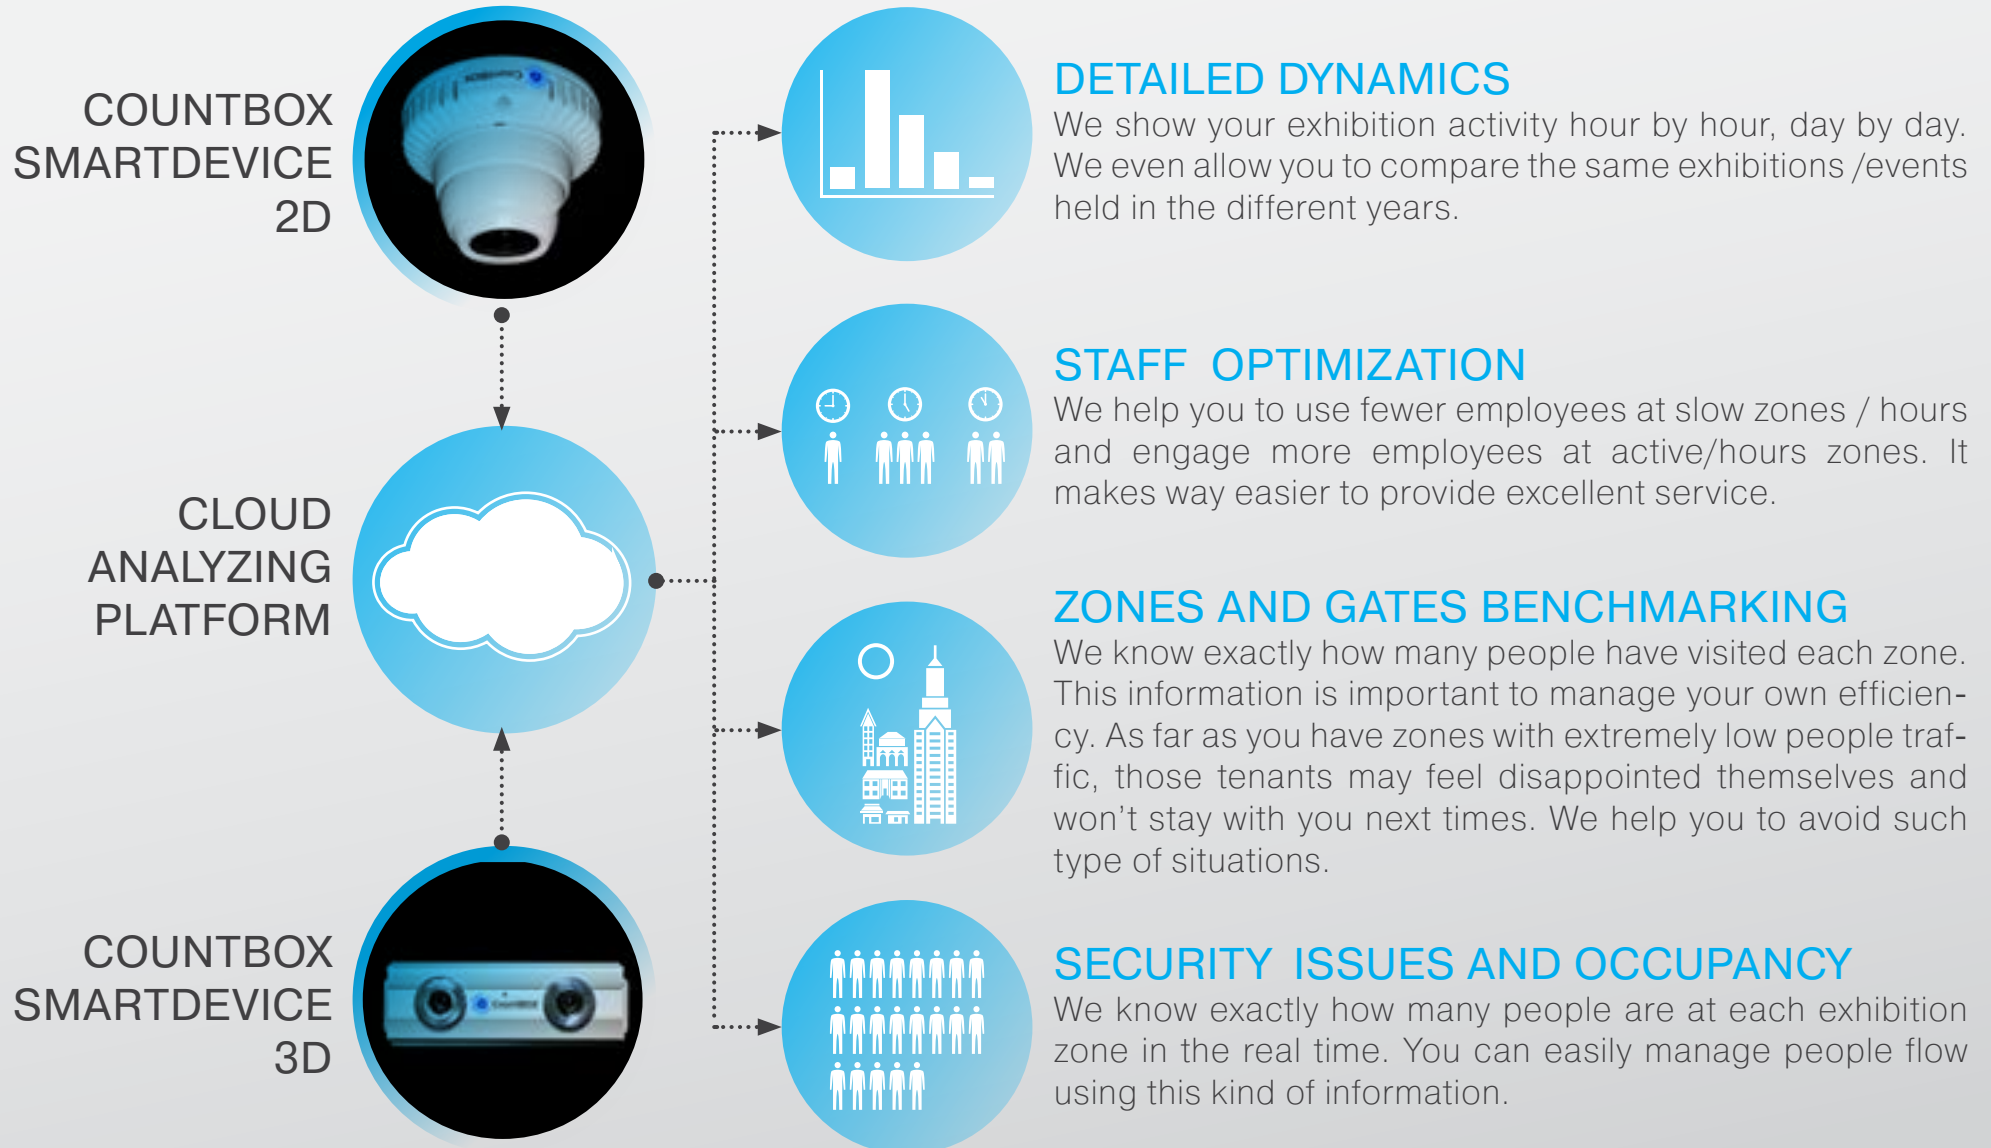 COUNTBOX
SMARTDEVICE
2D
CountBOX
CLOUD
ANALYZING
PLATFORM
COUNTBOX
SMARTDEVICE
3D
CountBOX
DETAILED DYNAMICS
We show your exhibition activity hour by hour, day by day.
We even allow you to compare the same exhibitions /events
held in the different years.
STAFF OPTIMIZATION
We help you to use fewer employees at slow zones / hours
and engage more employees at active/hours zones. It
makes way easier to provide excellent service.
ZONES AND GATES BENCHMARKING
We know exactly how many people have visited each zone.
This information is important to manage your own efficien-
cy. As far as you have zones with extremely low people traf-
fic, those tenants may feel disappointed themselves and
won't stay with you next times. We help you to avoid such
type of situations.
SECURITY ISSUES AND OCCUPANCY
We know exactly how many people are at each exhibition
zone in the real time. You can easily manage people flow
using this kind of information.